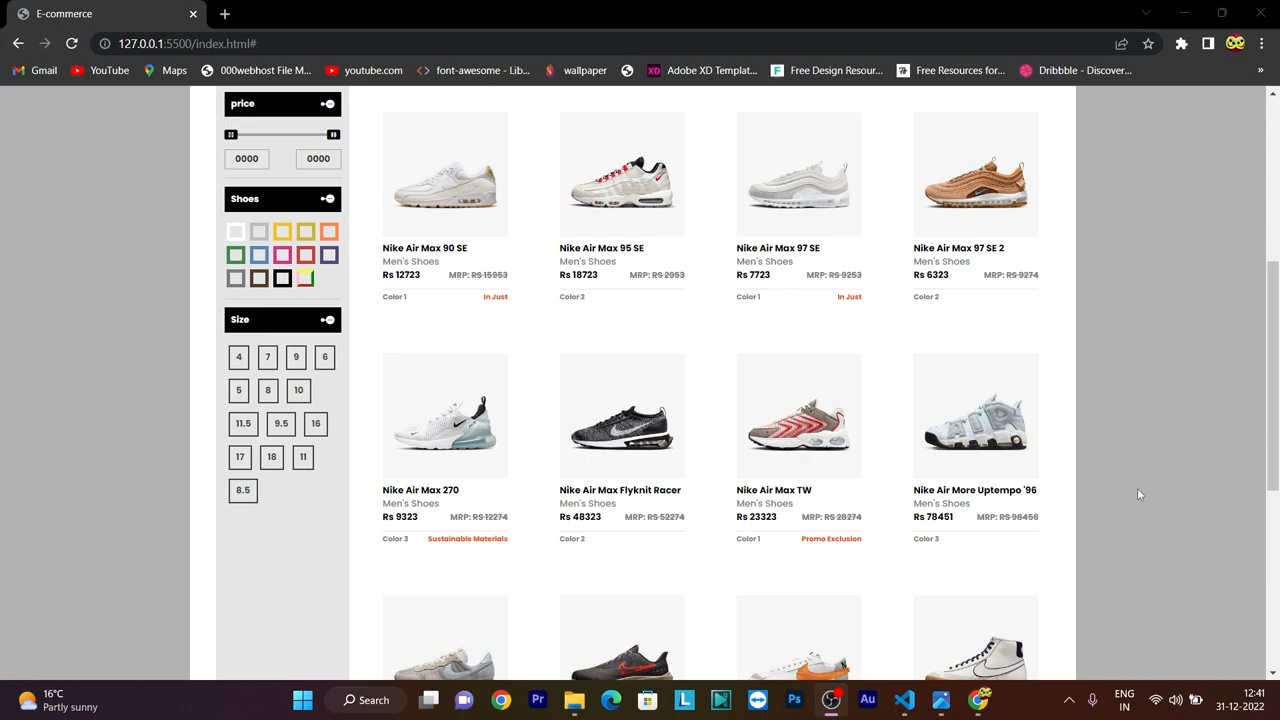 E-commerce
127.0.0.1:5500/index.html#
Gmail YouTube Maps 000webhost File M... youtube.com font-awesome - Lib... wallpaper Adobe XD Templat... Free Design Resour... Free Resources for... Dribbble - Discover... »
price
0000 0000
Shoes
Size
4 7 9 6
5 8 10
11.5 9.5 16
17 18 11
8.5
Nike Air Max 90 SE
Men's Shoes
Rs 12723 MRP: RS 15953
Color 1 In Just
Nike Air Max 95 SE
Men's Shoes
Rs 18723 MRP: RS 2953
Color 2
Nike Air Max 97 SE
Men's Shoes
Rs 7723 MRP: RS 9253
Color 1 In Just
Nike Air Max 97 SE 2
Men's Shoes
Rs 6323 MRP: RS 9274
Color 2
Nike Air Max 270
Men's Shoes
Rs 9323 MRP: RS 12274
Color 3 Sustainable Materials
Nike Air Max Flyknit Racer
Men's Shoes
Rs 48323 MRP: RS 52274
Color 2
Nike Air Max TW
Men's Shoes
Rs 23323 MRP: RS 28274
Color 1 Promo Exclusion
Nike Air More Uptempo '96
Men's Shoes
Rs 78451 MRP: RS 98456
Color 3
16°C
Partly sunny
Search
ENG
IN
12:41
31-12-2022